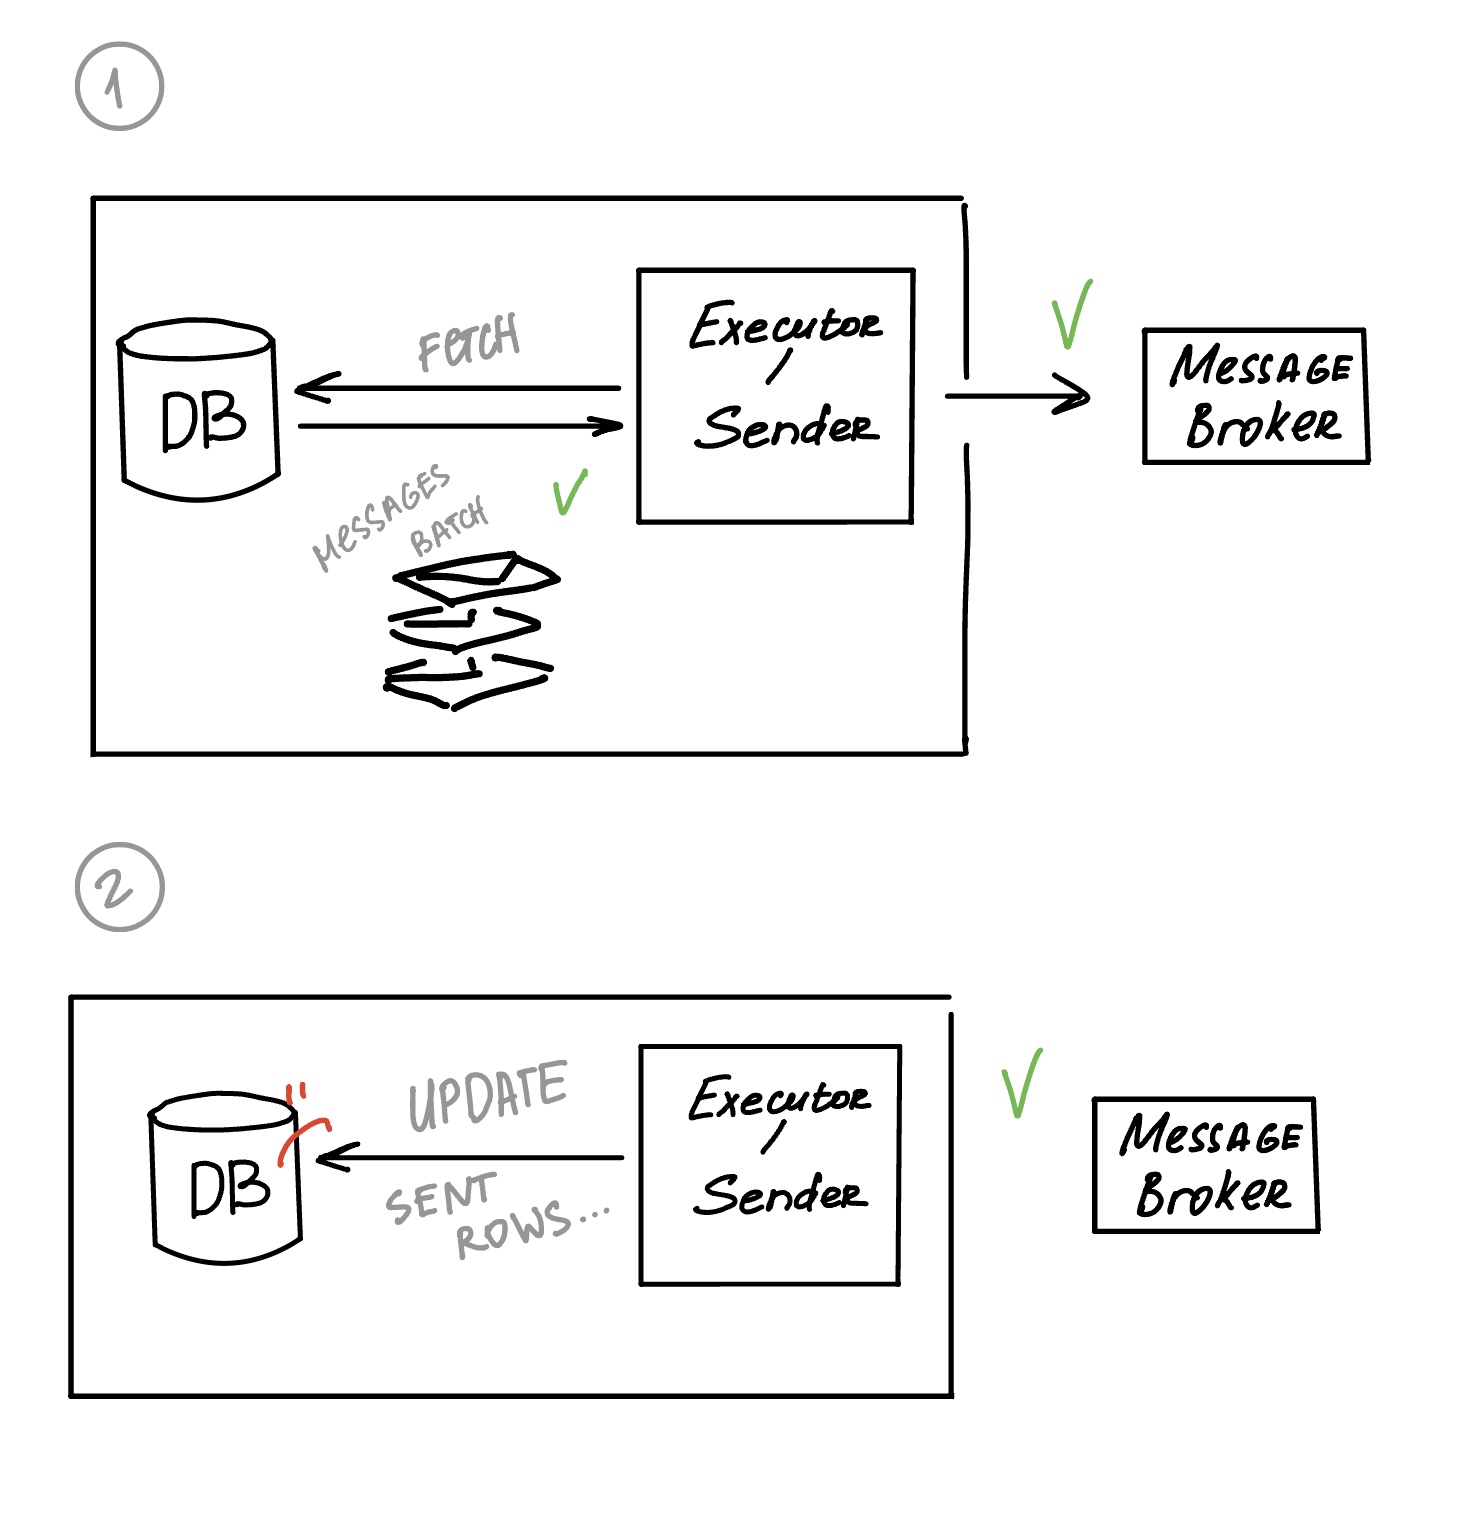 1
FETCH
Executor
/
Sender
Message
Broker
DB
MESSAGES
BATCH
2
UPDATE
Executor
/
Sender
Message
Broker
DB
SENT
ROWS...